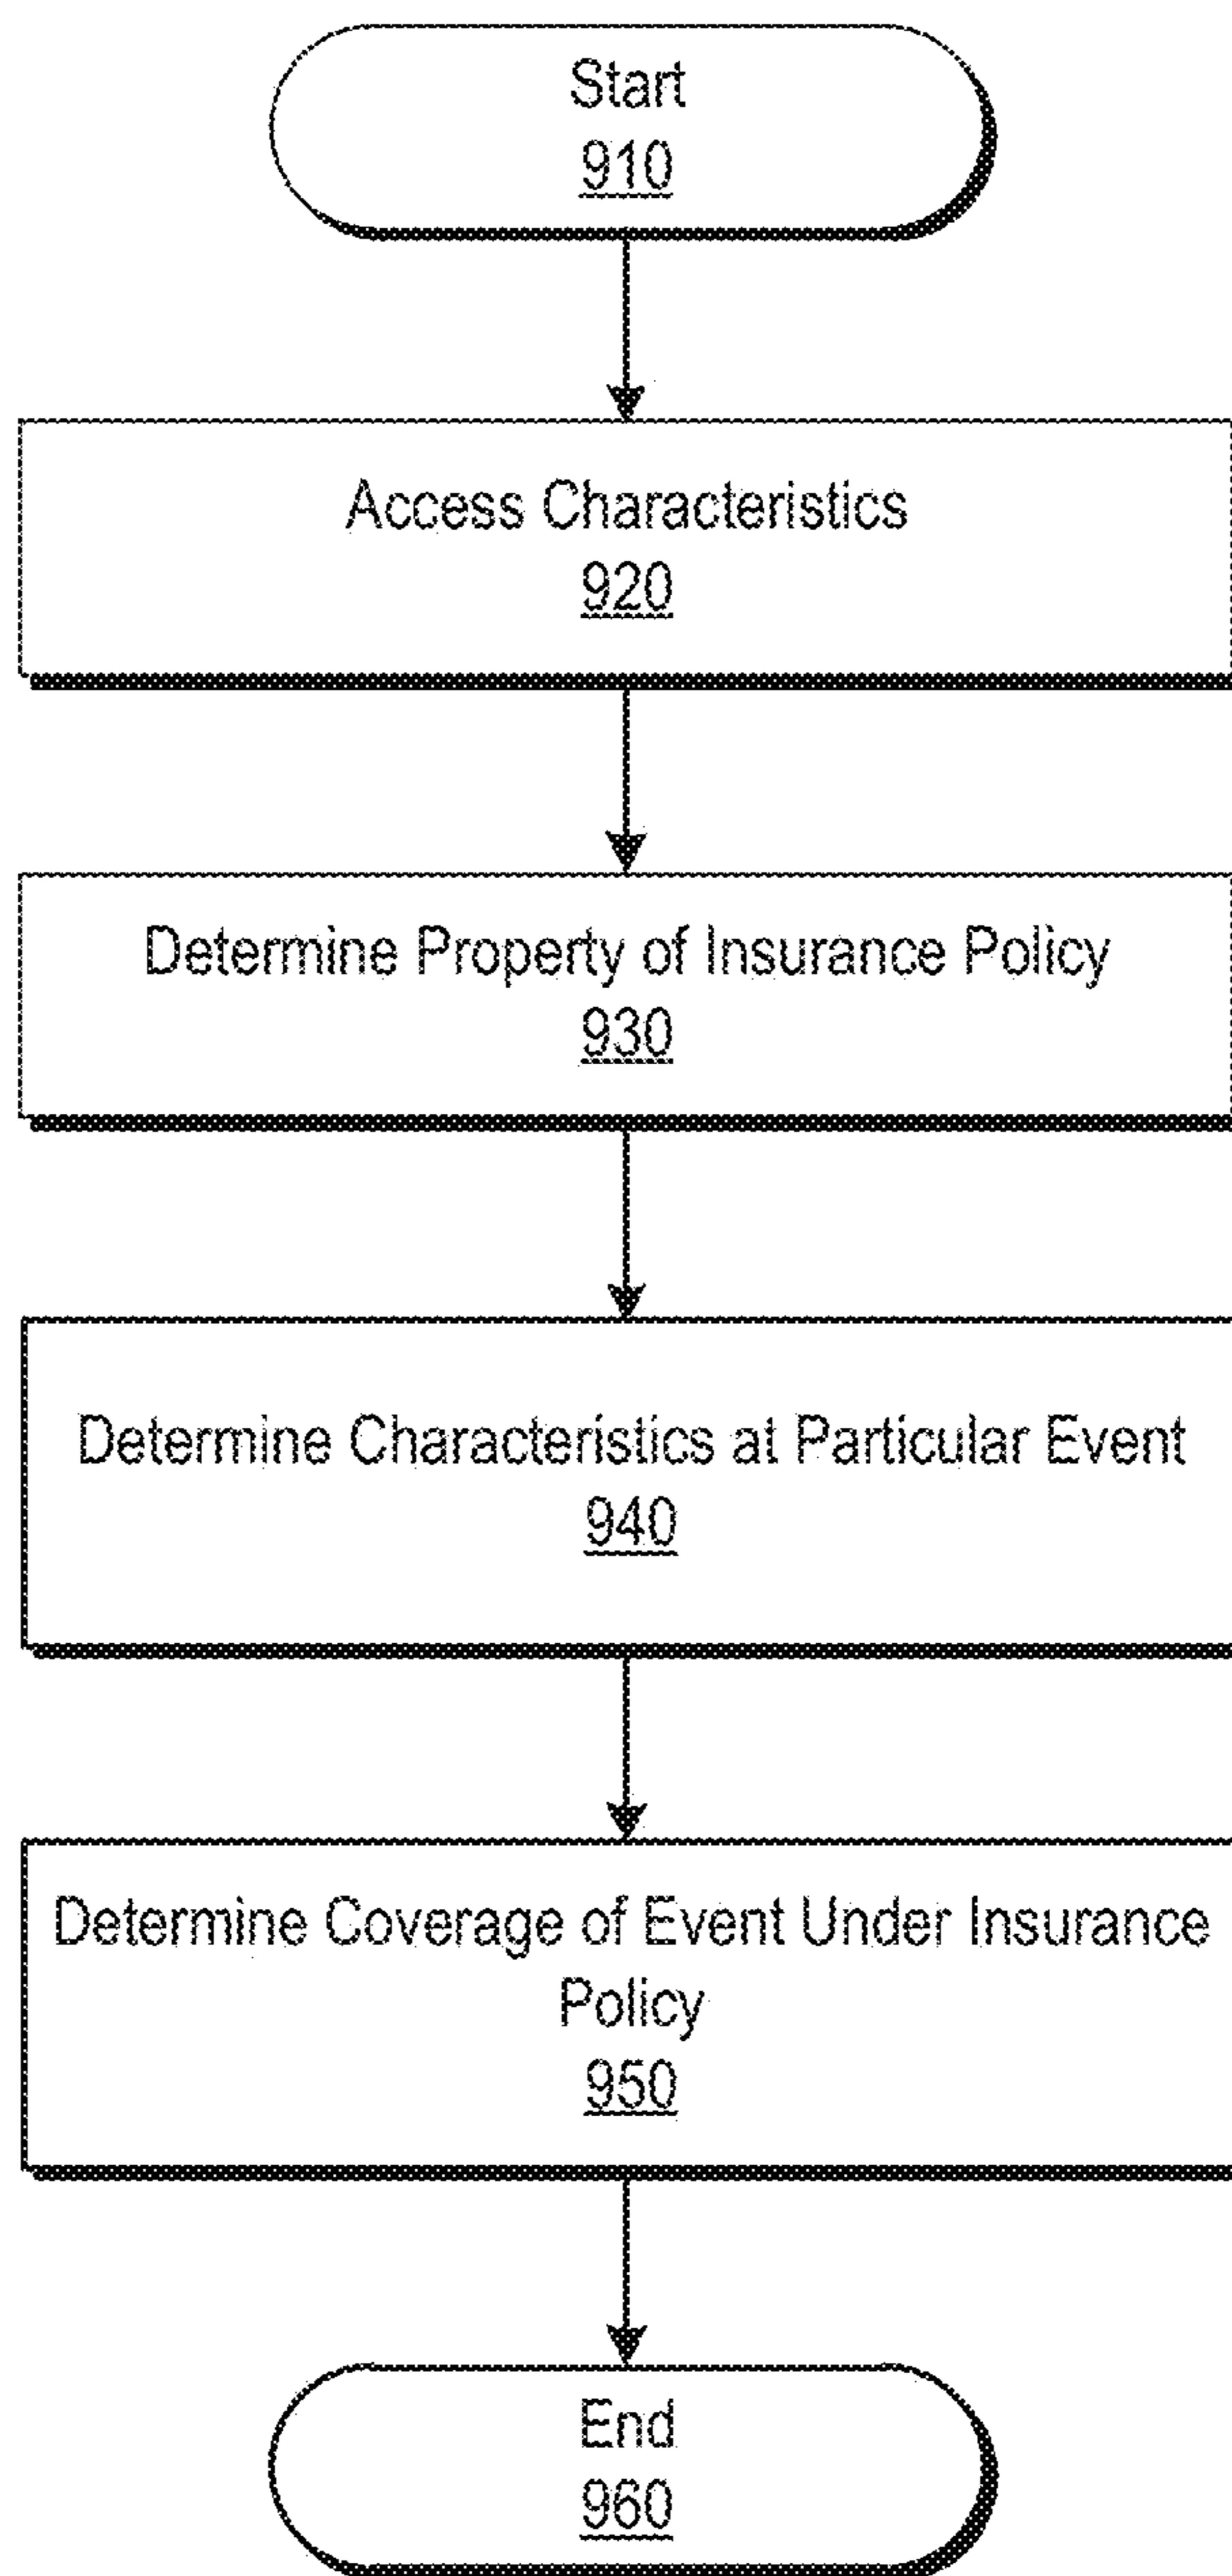 Start
910
Access Characteristics
920
Determine Property of Insurance Policy
930
Determine Characteristics at Particular Event
940
Determine Coverage of Event Under Insurance
Policy
950
End
960